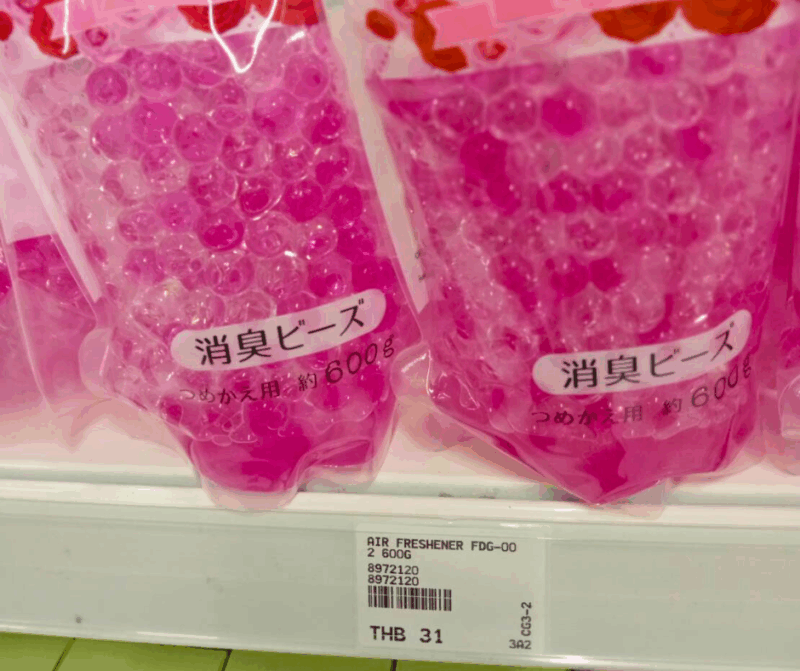 消臭ビーズ
つめかえ用 約600g
消臭ビーズ
つめかえ用 約600g
AIR FRESHENER FDG-00
2 600G
8972120
8972120
THB 31
3A2
CG3-2